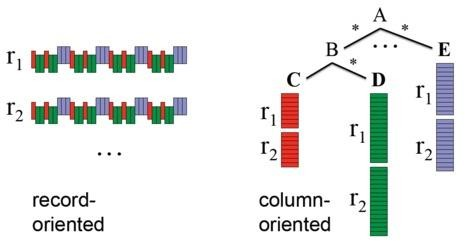 r1
r2
...
record-
oriented
A
* *
B ... E
*
C D
r1 r1 r1
r2 r2 r2
column-
oriented